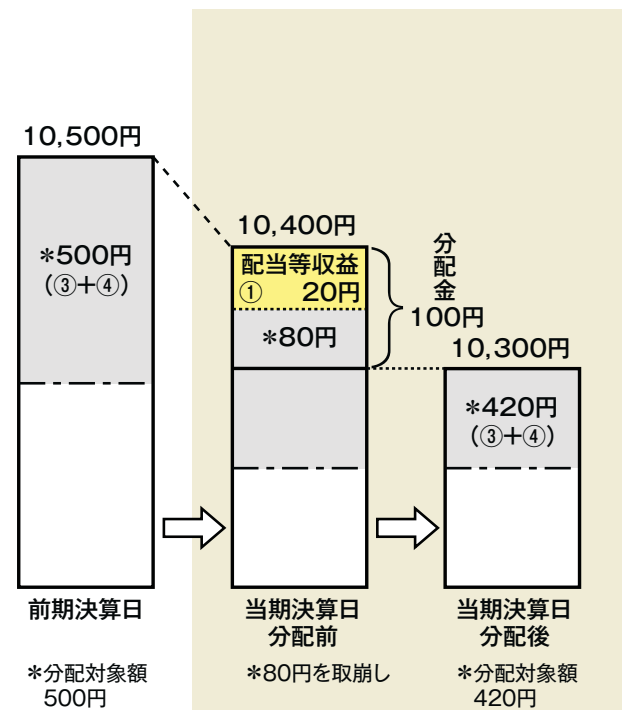 10,500円
*500円
(③+④)
10,400円
配当等収益
① 20円
*80円
分配金
100円
10,300円
*420円
(③+④)
前期決算日
当期決算日
分配前
当期決算日
分配後
*分配対象額
500円
*80円を取崩し
*分配対象額
420円